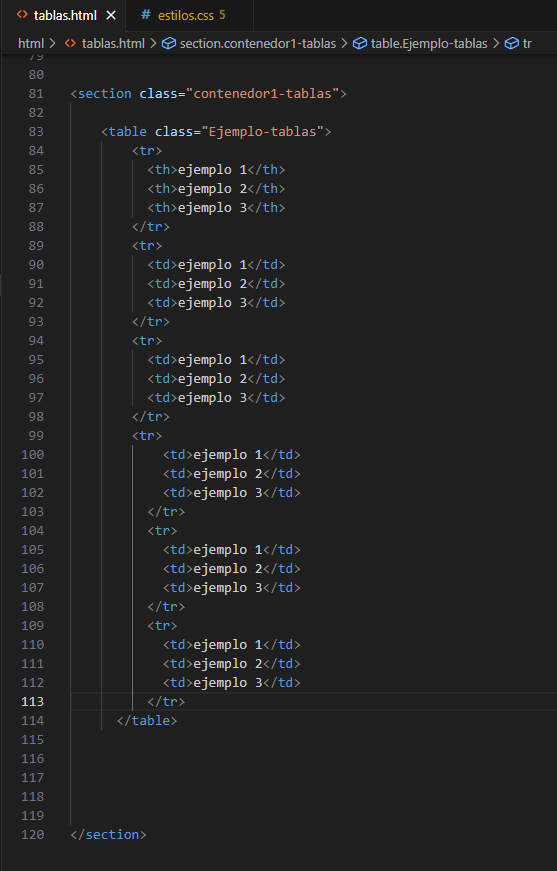 tablas.html × # estilos.css 5
html > tablas.html > section.contenedor1-tablas > table.Ejemplo-tablas > tr
79
80
81 <section class="contenedor1-tablas">
82
83 <table class="Ejemplo-tablas">
84 <tr>
85 <th>ejemplo 1</th>
86 <th>ejemplo 2</th>
87 <th>ejemplo 3</th>
88 </tr>
89 <tr>
90 <td>ejemplo 1</td>
91 <td>ejemplo 2</td>
92 <td>ejemplo 3</td>
93 </tr>
94 <tr>
95 <td>ejemplo 1</td>
96 <td>ejemplo 2</td>
97 <td>ejemplo 3</td>
98 </tr>
99 <tr>
100 <td>ejemplo 1</td>
101 <td>ejemplo 2</td>
102 <td>ejemplo 3</td>
103 </tr>
104 <tr>
105 <td>ejemplo 1</td>
106 <td>ejemplo 2</td>
107 <td>ejemplo 3</td>
108 </tr>
109 <tr>
110 <td>ejemplo 1</td>
111 <td>ejemplo 2</td>
112 <td>ejemplo 3</td>
113 </tr>
114 </table>
115
116
117
118
119
120 </section>